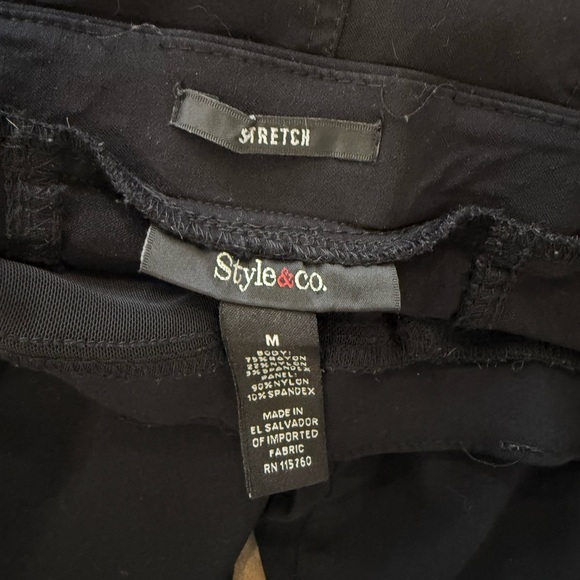 STRETCH
Style&co.
M
BODY:
75% RAYON
22% NYLON
3% SPANDEX
PANEL:
90% NYLON
10% SPANDEX
MADE IN
EL SALVADOR
OF IMPORTED
FABRIC
RN 115760